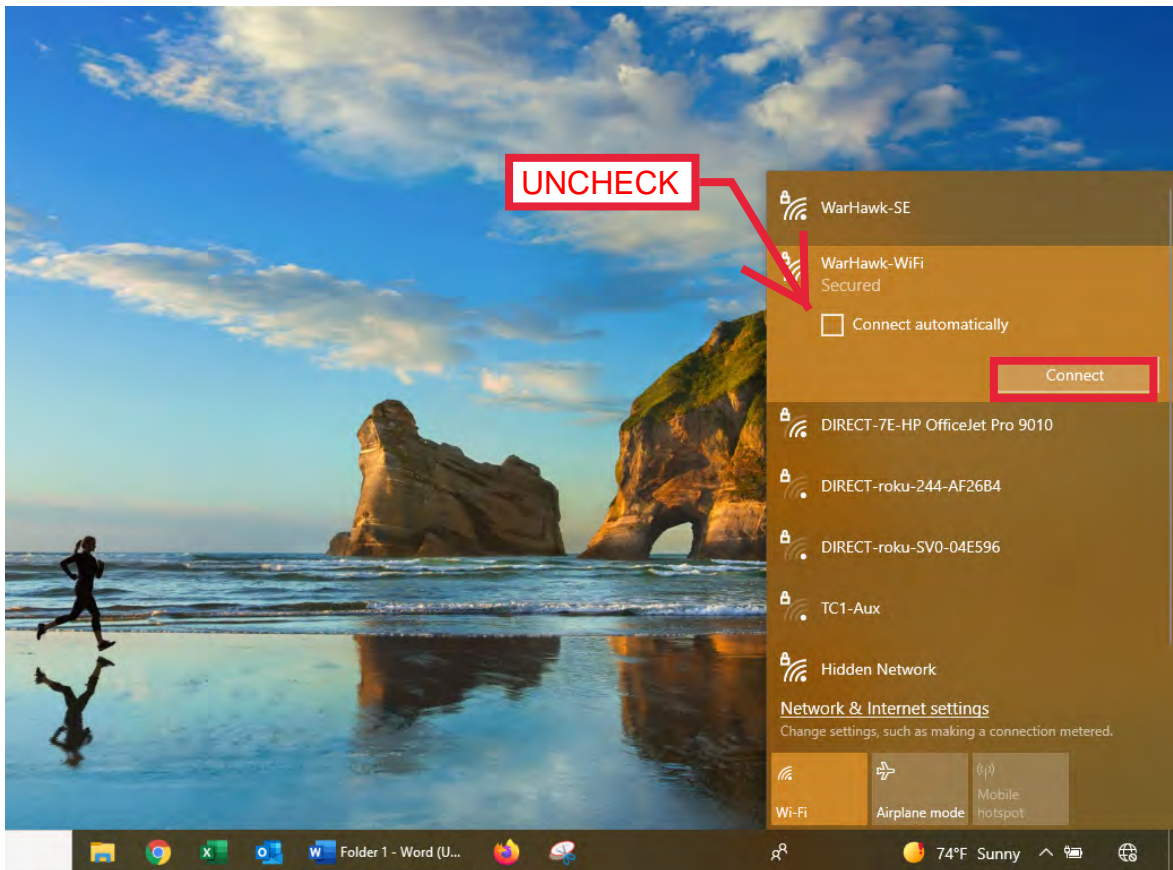 UNCHECK
WarHawk-SE
WarHawk-WiFi
Secured
Connect automatically
Connect
DIRECT-7E-HP OfficeJet Pro 9010
DIRECT-roku-244-AF26B4
DIRECT-roku-SV0-04E596
TC1-Aux
Hidden Network
Network & Internet settings
Change settings, such as making a connection metered.
Wi-Fi
Airplane mode
Mobile
hotspot
Folder 1 - Word (U...
74°F Sunny